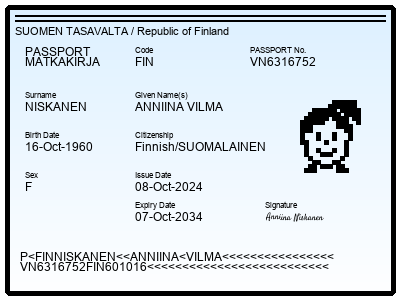 SUOMEN TASAVALTA / Republic of Finland
PASSPORT
MATKAKIRJA
Code
FIN
PASSPORT No.
VN6316752
Surname
NISKANEN
Given Name(s)
ANNIINA VILMA
Birth Date
16-Oct-1960
Citizenship
Finnish/SUOMALAINEN
Sex
F
Issue Date
08-Oct-2024
Expiry Date
07-Oct-2034
Signature
Anniina Niskanen
P<FINNISKANEN<<ANNIINA<VILMA<<<<<<<<<<<<<<<<
VN6316752FIN601016<<<<<<<<<<<<<<<<<<<<<<<<<<